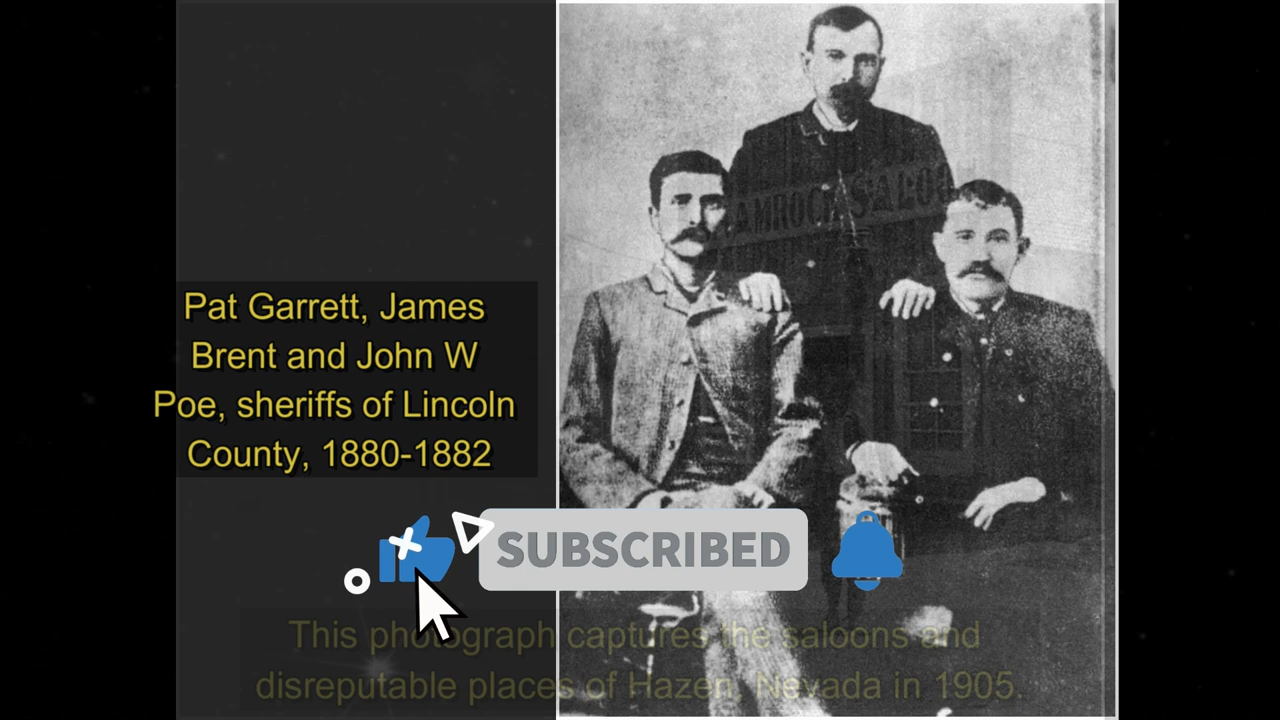 Pat Garrett, James
Brent and John W
Poe, sheriffs of Lincoln
County, 1880-1882
SUBSCRIBED
This photograph captures the saloons and
disreputable places of Hazen, Nevada in 1905.